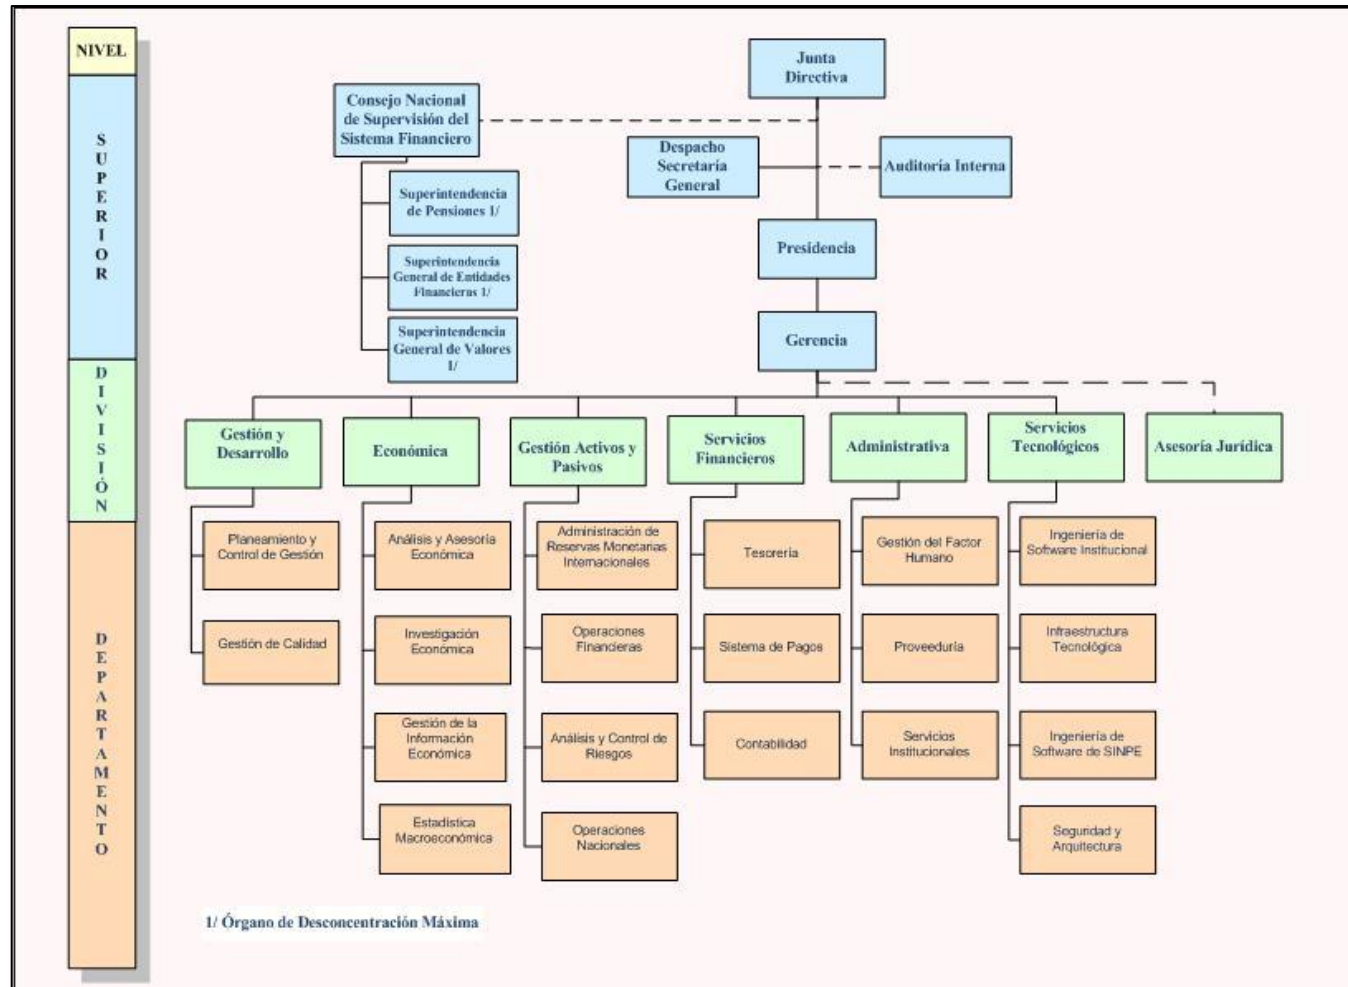 NIVEL
SUPERIOR
DIVISIÓN
DEPARTAMENTO
Junta
Directiva
Consejo Nacional
de Supervisión del
Sistema Financiero
Despacho
Secretaría
General
Auditoría Interna
Superintendencia
de Pensiones 1/
Superintendencia
General de Entidades
Financieras 1/
Superintendencia
General de Valores
1/
Presidencia
Gerencia
Gestión y
Desarrollo
Económica
Gestión Activos y
Pasivos
Servicios
Financieros
Administrativa
Servicios
Tecnológicos
Asesoría Jurídica
Planeamiento y
Control de Gestión
Gestión de Calidad
Análisis y Asesoría
Económica
Investigación
Económica
Gestión de la
Información
Económica
Estadística
Macroeconómica
Administración de
Reservas Monetarias
Internacionales
Operaciones
Financieras
Análisis y Control de
Riesgos
Operaciones
Nacionales
Tesorería
Sistema de Pagos
Contabilidad
Gestión del Factor
Humano
Proveeduría
Servicios
Institucionales
Ingeniería de
Software Institucional
Infraestructura
Tecnológica
Ingeniería de
Software de SINPE
Seguridad y
Arquitectura
1/ Órgano de Desconcentración Máxima